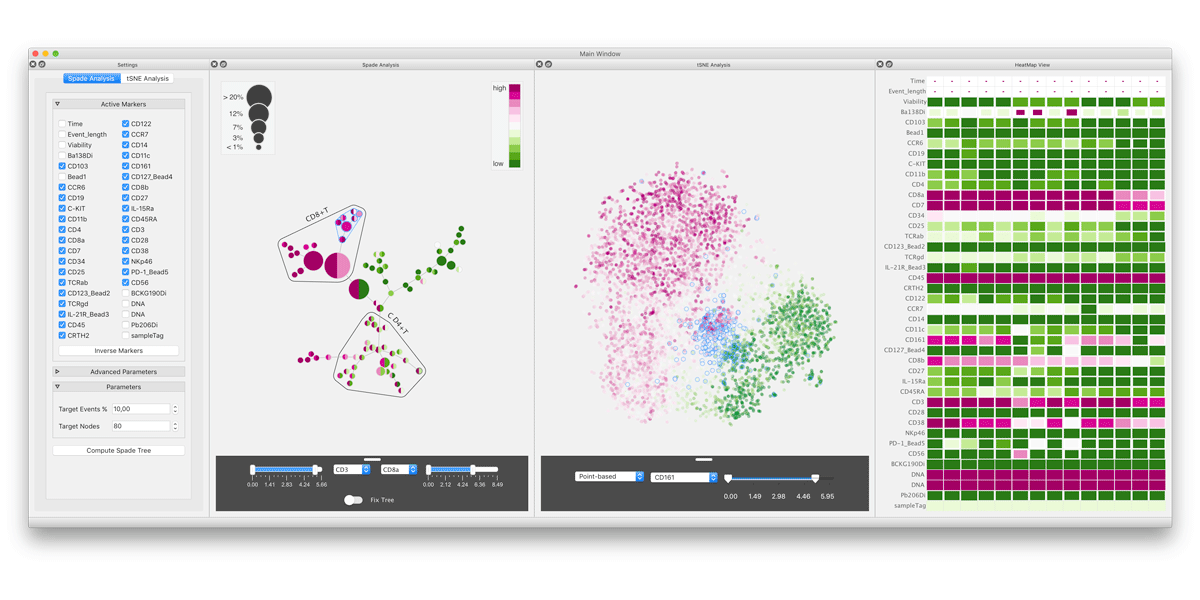 Main Window
Settings
Spade Analysis
tSNE Analysis
HeatMap View
Spade Analysis
tSNE Analysis
Active Markers
Time
CD122
Event_length
CCR7
Viability
CD14
Ba138Di
CD11c
CD103
CD161
Bead1
CD127_Bead4
CCR6
CD8b
CD19
CD27
C-KIT
IL-15Ra
CD11b
CD45RA
CD4
CD3
CD8a
CD28
CD7
CD38
CD34
NKp46
CD25
PD-1_Bead5
TCRab
CD56
CD123_Bead2
BCKG190Di
TCRgd
DNA
IL-21R_Bead3
DNA
CD45
Pb206Di
CRTH2
sampleTag
Inverse Markers
Advanced Parameters
Parameters
Target Events %
10,00
Target Nodes
80
Compute Spade Tree
> 20%
12%
7%
3%
< 1%
high
low
CD8+T
C D4+T
CD3
CD8a
0.00 1.41 2.83 4.24 5.66
0.00 2.12 4.24 6.36 8.49
Fix Tree
Point-based
CD161
0.00 1.49 2.98 4.46 5.95
Time
Event_length
Viability
Ba138Di
CD103
Bead1
CCR6
CD19
C-KIT
CD11b
CD4
CD8a
CD7
CD34
CD25
TCRab
CD123_Bead2
TCRgd
IL-21R_Bead3
CD45
CRTH2
CD122
CCR7
CD14
CD11c
CD161
CD127_Bead4
CD8b
CD27
IL-15Ra
CD45RA
CD3
CD28
CD38
NKp46
PD-1_Bead5
CD56
BCKG190Di
DNA
DNA
Pb206Di
sampleTag